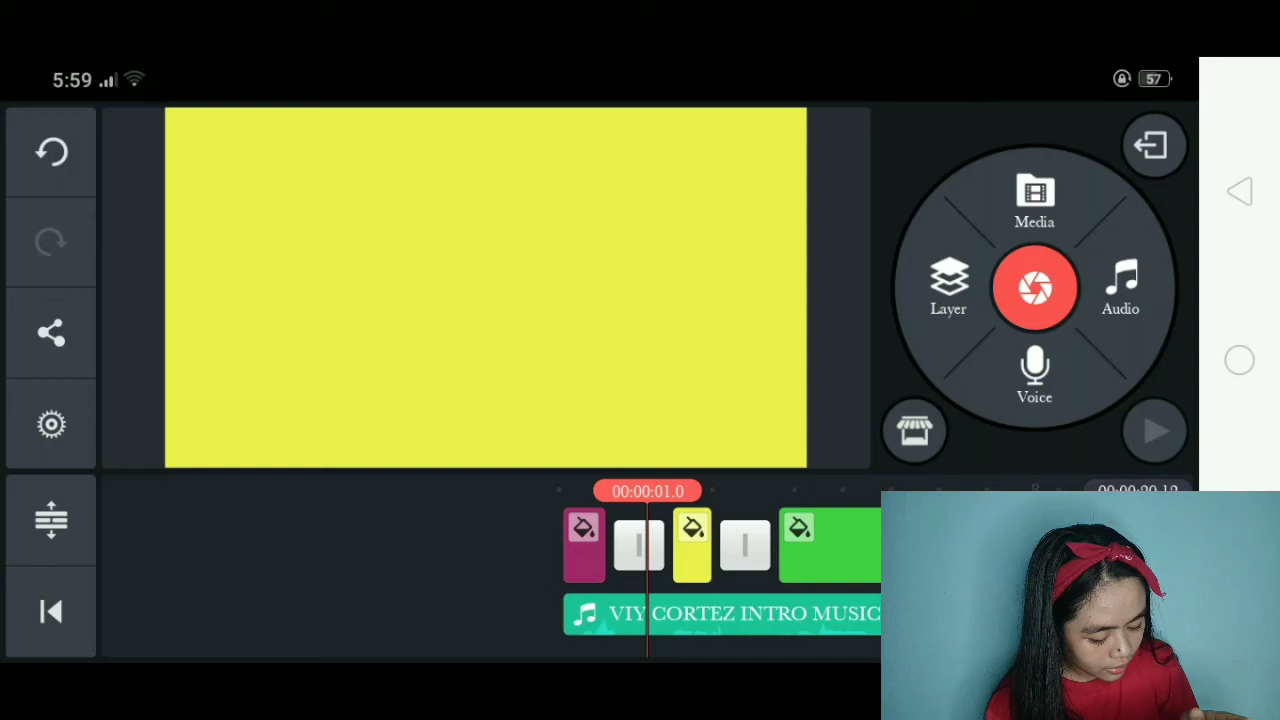 5:59
57
Media
Layer
Audio
Voice
00:00:01.0
VIY CORTEZ INTRO MUSIC